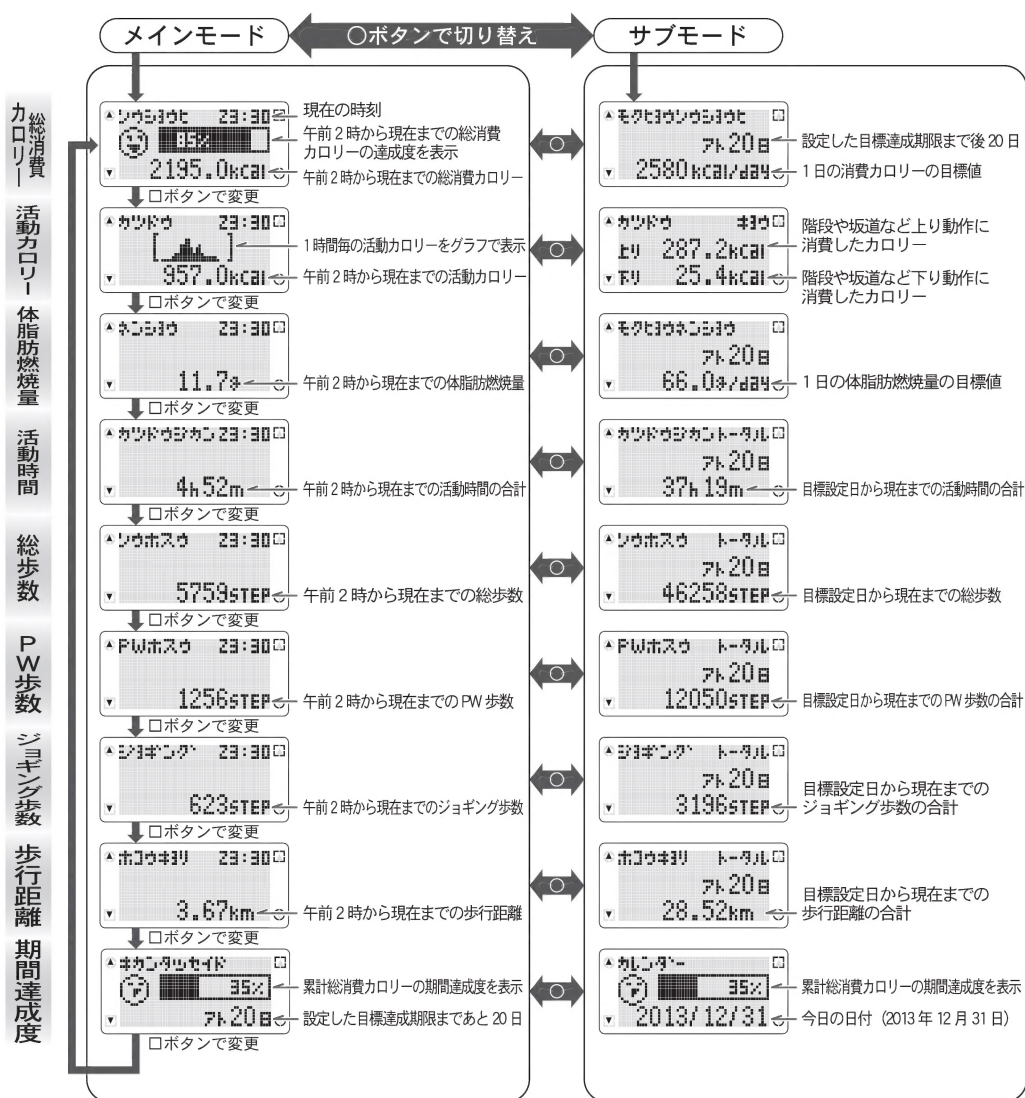 メインモード
○ボタンで切り替え
サブモード
総消費
カロリー
ソウショウヒ 23:30
85%
2195.0kcal
現在の時刻
午前2時から現在までの総消費
カロリーの達成度を表示
午前2時から現在までの総消費カロリー
○
モクヒョウソウショウヒ
アト20日
2580kcal/day
設定した目標達成期限まで後20日
1日の消費カロリーの目標値
□ボタンで変更
活動カロリー
カツドウ 23:30
957.0kcal
1時間毎の活動カロリーをグラフで表示
午前2時から現在までの活動カロリー
○
カツドウ キョウ
上り 287.2kcal
下り 25.4kcal
階段や坂道など上り動作に
消費したカロリー
階段や坂道など下り動作に
消費したカロリー
□ボタンで変更
体脂肪燃焼量
ネンショウ 23:30
11.7g
午前2時から現在までの体脂肪燃焼量
○
モクヒョウネンショウ
アト20日
66.0g/day
1日の体脂肪燃焼量の目標値
□ボタンで変更
活動時間
カツドウジカン 23:30
4h52m
午前2時から現在までの活動時間の合計
○
カツドウジカントータル
アト20日
37h19m
目標設定日から現在までの活動時間の合計
□ボタンで変更
総歩数
ソウホスウ 23:30
5759STEP
午前2時から現在までの総歩数
○
ソウホスウ トータル
アト20日
46258STEP
目標設定日から現在までの総歩数
□ボタンで変更
PW歩数
PWホスウ 23:30
1256STEP
午前2時から現在までのPW歩数
○
PWホスウ トータル
アト20日
12050STEP
目標設定日から現在までのPW歩数の合計
□ボタンで変更
ジョギング歩数
ジョギング 23:30
623STEP
午前2時から現在までのジョギング歩数
○
ジョギング トータル
アト20日
3196STEP
目標設定日から現在までの
ジョギング歩数の合計
□ボタンで変更
歩行距離
ホコウキョリ 23:30
3.67km
午前2時から現在までの歩行距離
○
ホコウキョリ トータル
アト20日
28.52km
目標設定日から現在までの
歩行距離の合計
□ボタンで変更
期間達成度
キカンタッセイド
35%
アト20日
累計総消費カロリーの期間達成度を表示
設定した目標達成期限まであと20日
○
カレンダー
35%
2013/12/31
累計総消費カロリーの期間達成度を表示
今日の日付(2013年12月31日)
□ボタンで変更